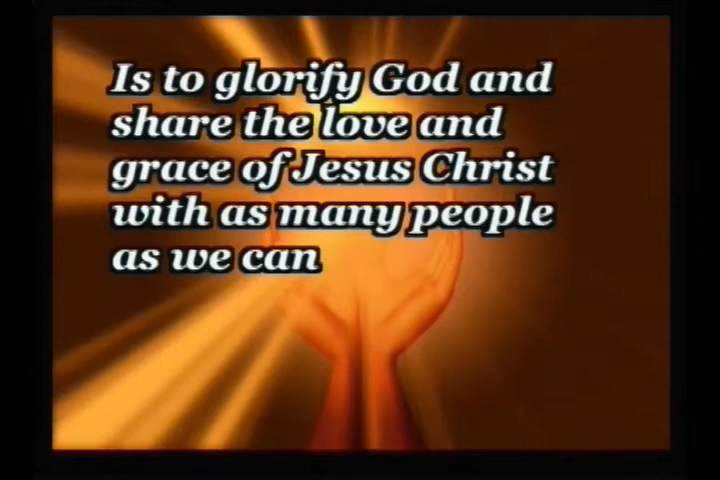 Is to glorify God and
share the love and
grace of Jesus Christ
with as many people
as we can